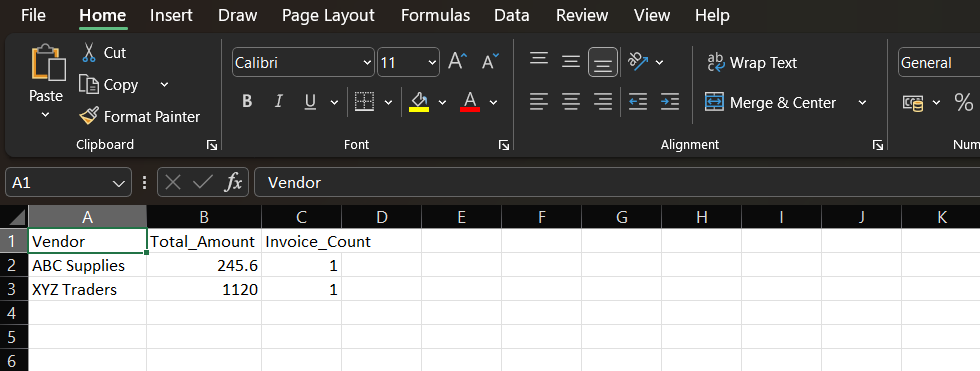 File Home Insert Draw Page Layout Formulas Data Review View Help
Paste
Cut
Copy
Format Painter
Clipboard
Calibri 11 A A
B I U A
Font
ab Wrap Text
Merge & Center
Alignment
General
%
Num
A1 fx Vendor
A B C D E F G H I J K
1 Vendor Total_Amount Invoice_Count
2 ABC Supplies 245.6 1
3 XYZ Traders 1120 1
4
5
6